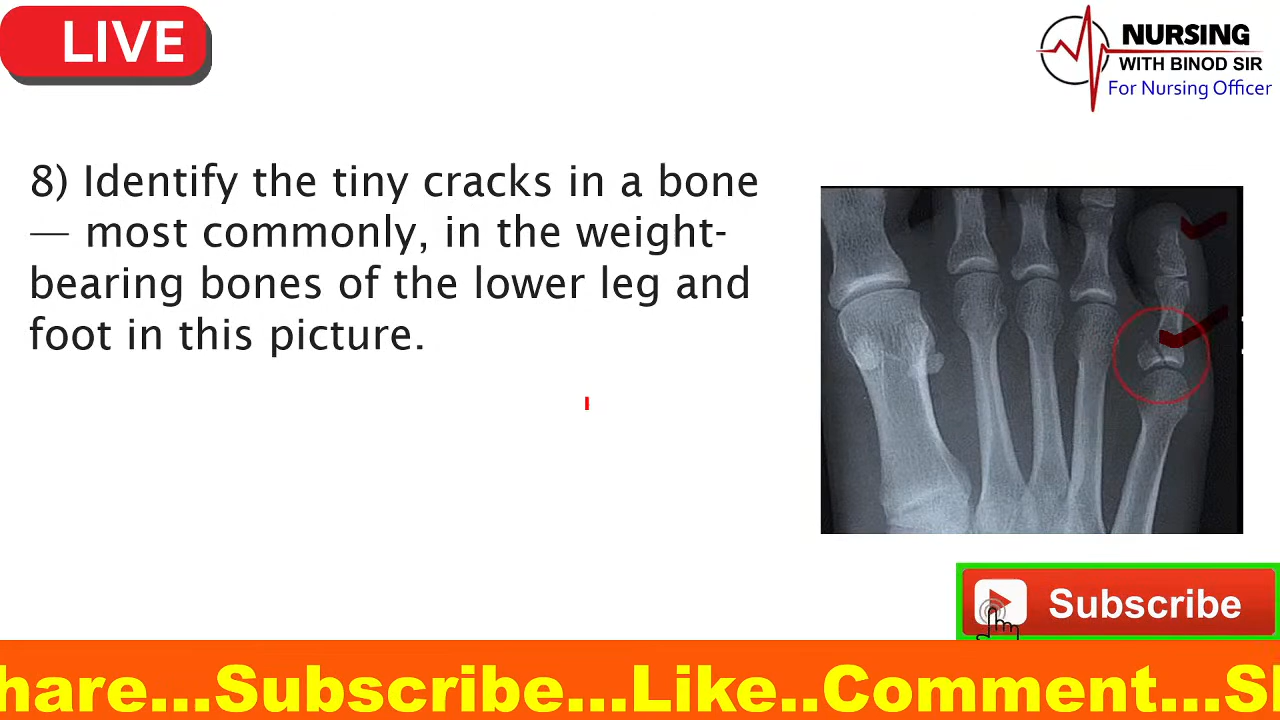 LIVE
NURSING
WITH BINOD SIR
For Nursing Officer
8) Identify the tiny cracks in a bone
— most commonly, in the weight-
bearing bones of the lower leg and
foot in this picture.
Subscribe
hare...Subscribe...Like..Comment...S